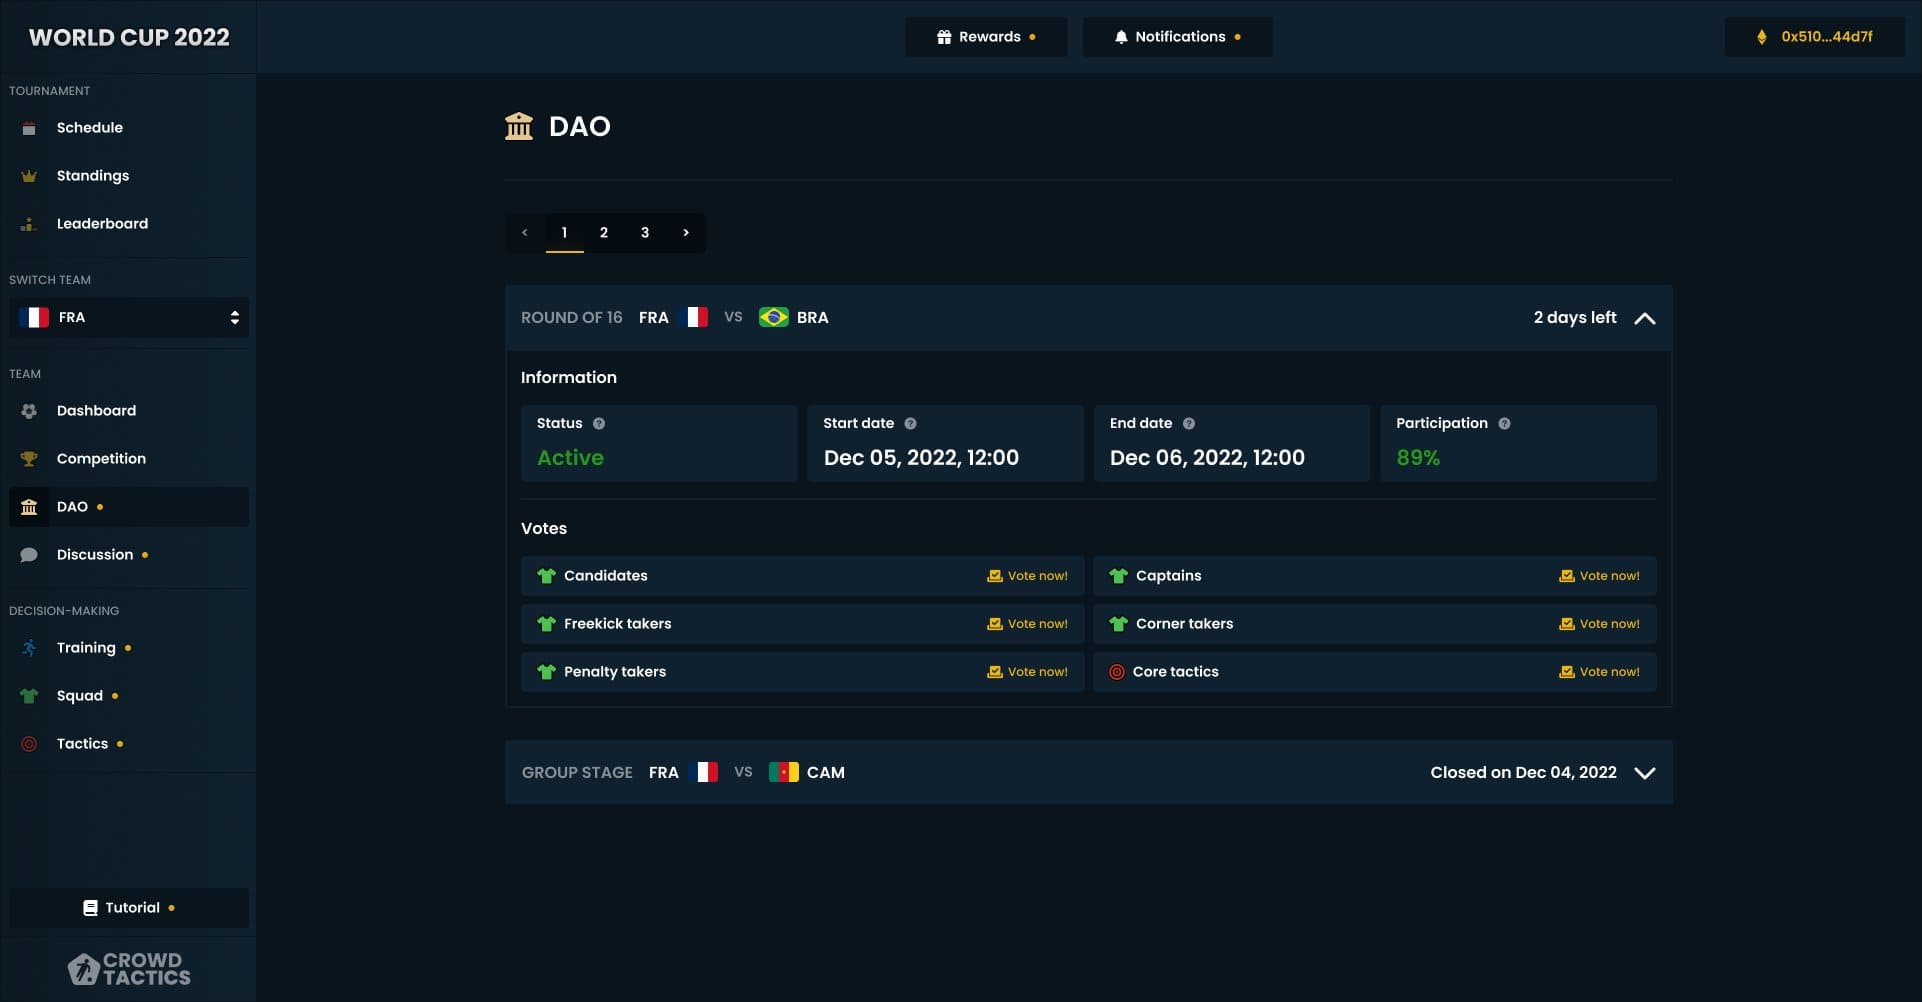 WORLD CUP 2022
Rewards
Notifications
0x510...44d7f
TOURNAMENT
Schedule
Standings
Leaderboard
SWITCH TEAM
FRA
TEAM
Dashboard
Competition
DAO
Discussion
DECISION-MAKING
Training
Squad
Tactics
Tutorial
CROWD
TACTICS
DAO
< 1 2 3 >
ROUND OF 16 FRA VS BRA 2 days left
Information
Status ? Start date ? End date ? Participation ?
Active Dec 05, 2022, 12:00 Dec 06, 2022, 12:00 89%
Votes
Candidates Vote now! Captains Vote now!
Freekick takers Vote now! Corner takers Vote now!
Penalty takers Vote now! Core tactics Vote now!
GROUP STAGE FRA VS CAM Closed on Dec 04, 2022